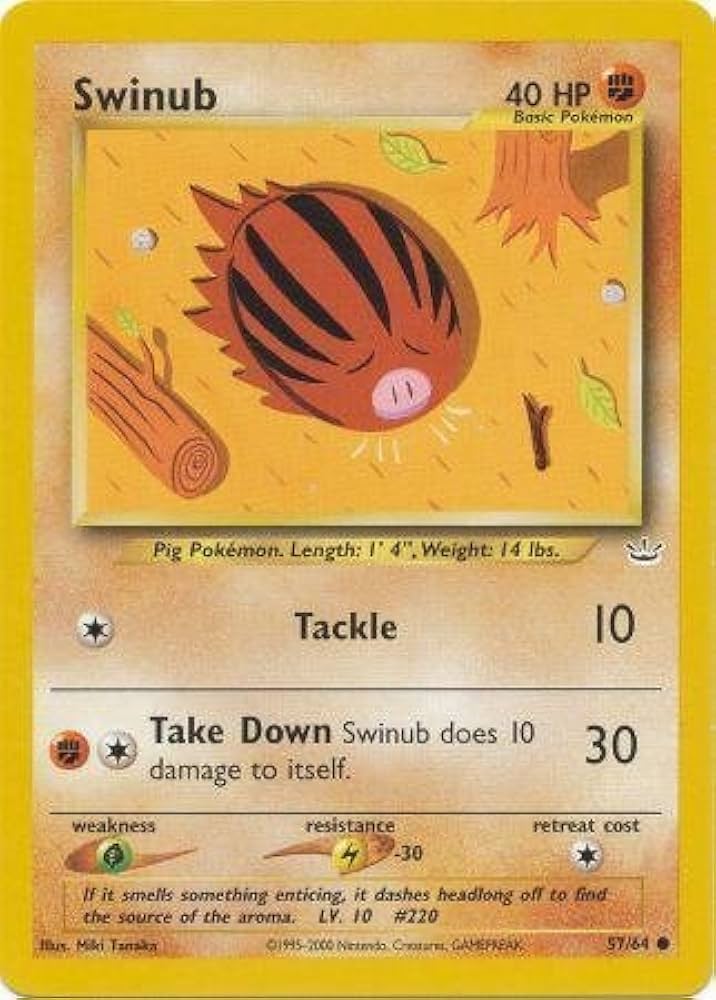 Swinub
40 HP
Basic Pokémon
Pig Pokémon. Length: 1' 4", Weight: 14 lbs.
Tackle 10
Take Down Swinub does 10
damage to itself.
30
weakness resistance retreat cost
-30
If it smells something enticing, it dashes headlong off to find
the source of the aroma. LV. 10 #220
Illus. Miki Tanaka ©1995-2000 Nintendo, Creatures, GAMEFREAK. 57/64